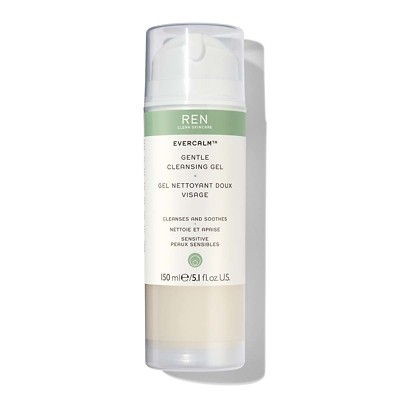 REN
CLEAN SKINCARE
EVERCALM™
GENTLE
CLEANSING GEL
+
GEL NETTOYANT DOUX
VISAGE
CLEANSES AND SOOTHES
+
NETTOIE ET APAISE
SENSITIVE
PEAUX SENSIBLES
150 ml℮/5.1 fl.oz.U.S.